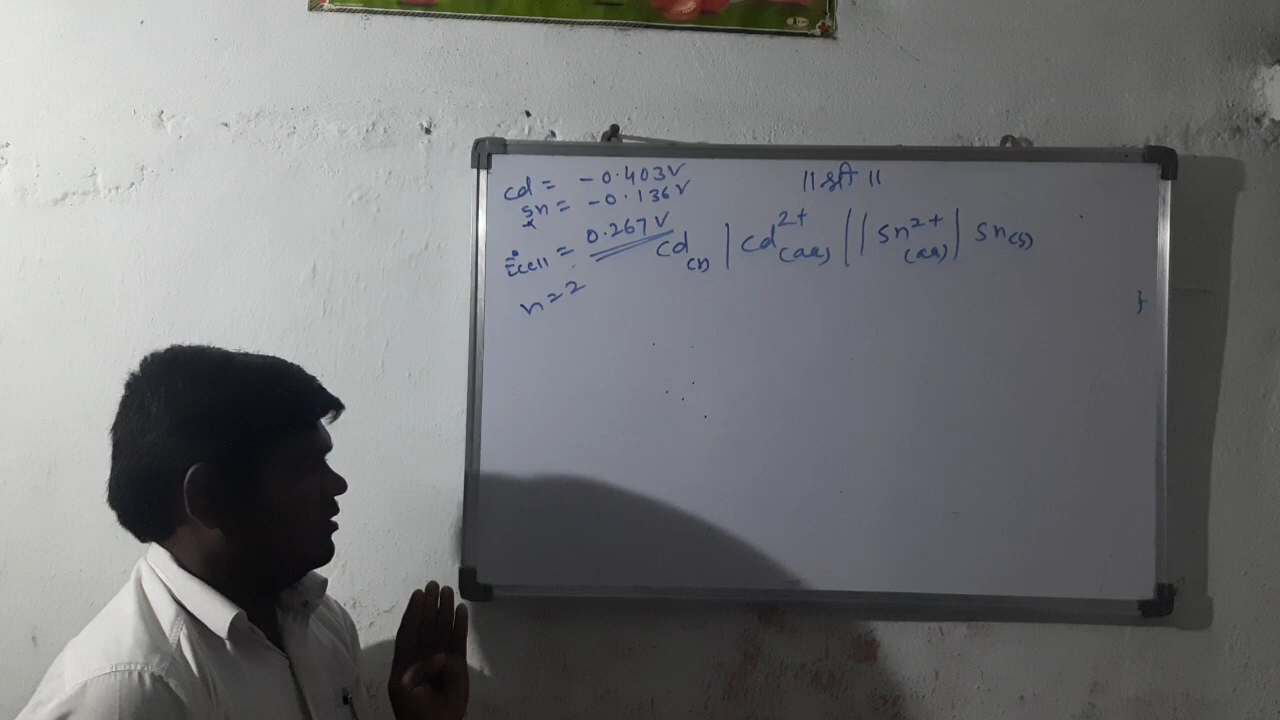 ॥ श्री ॥
Cd = -0.403V
Sn = -0.136V
E°cell = 0.267V
n=2
Cd(s) | Cd2+(aq) || Sn2+(aq) | Sn(s)